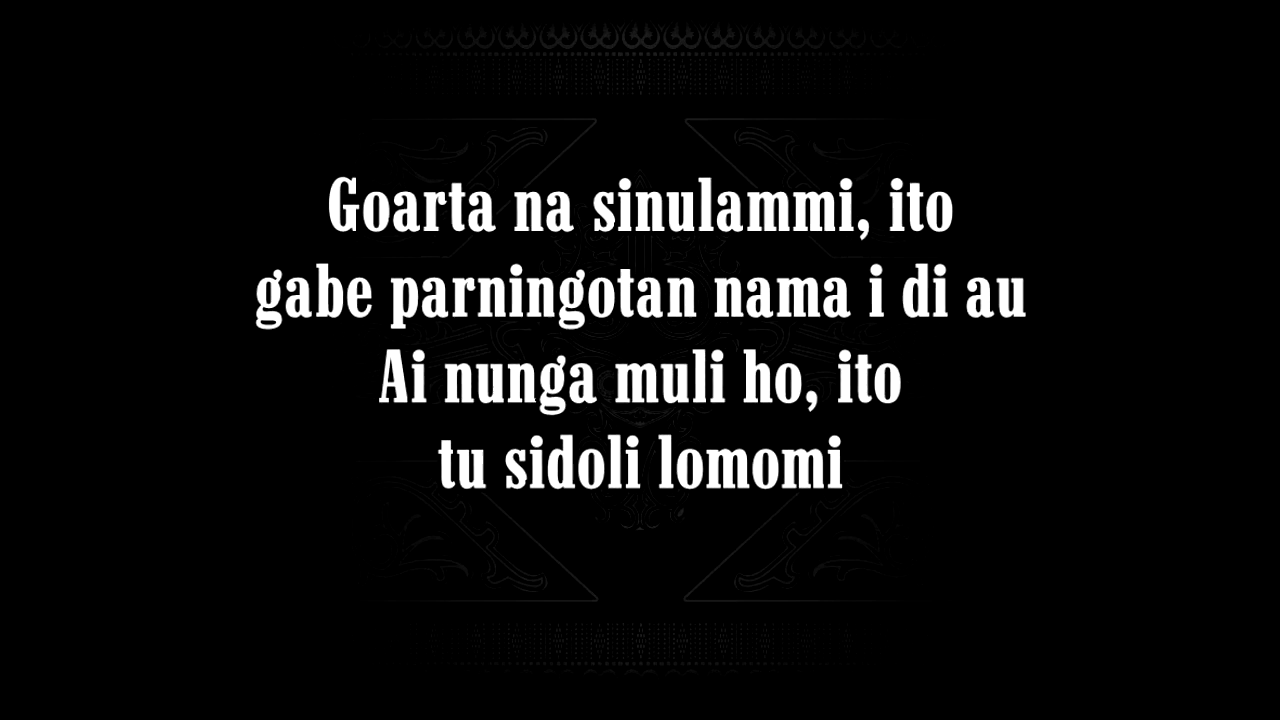 Goarta na sinulammi, ito
gabe parningotan nama i di au
Ai nunga muli ho, ito
tu sidoli lomomi